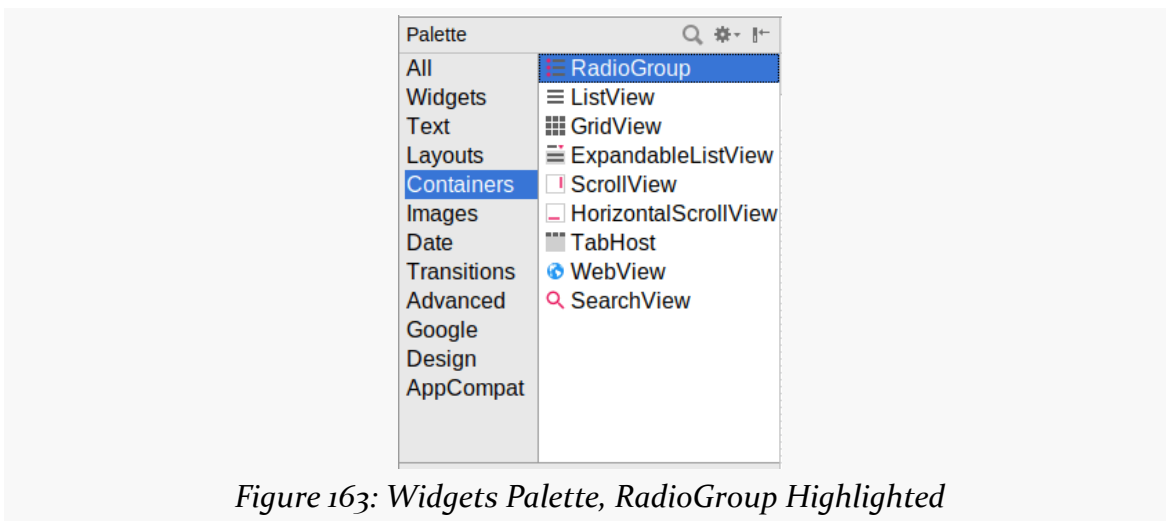 Palette
All
Widgets
Text
Layouts
Containers
Images
Date
Transitions
Advanced
Google
Design
AppCompat
RadioGroup
ListView
GridView
ExpandableListView
ScrollView
HorizontalScrollView
TabHost
WebView
SearchView
Figure 163: Widgets Palette, RadioGroup Highlighted